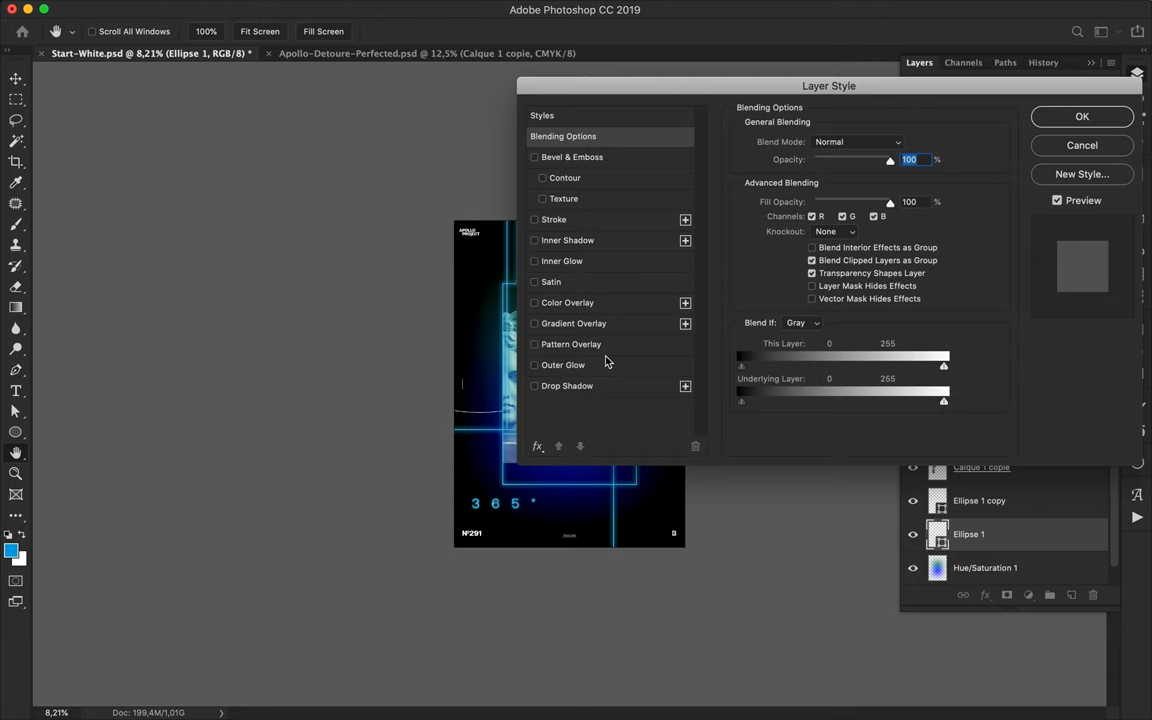 Adobe Photoshop CC 2019
Scroll All Windows
100%
Fit Screen
Fill Screen
Start-White.psd @ 8,21% (Ellipse 1, RGB/8) *
Apollo-Detoure-Perfected.psd @ 12,5% (Calque 1 copie, CMYK/8)
Layers
Channels
Paths
History
Layer Style
Styles
Blending Options
Bevel & Emboss
Contour
Texture
Stroke
Inner Shadow
Inner Glow
Satin
Color Overlay
Gradient Overlay
Pattern Overlay
Outer Glow
Drop Shadow
fx
Blending Options
General Blending
Blend Mode: Normal
Opacity: 100 %
Advanced Blending
Fill Opacity: 100 %
Channels: R G B
Knockout: None
Blend Interior Effects as Group
Blend Clipped Layers as Group
Transparency Shapes Layer
Layer Mask Hides Effects
Vector Mask Hides Effects
Blend If: Gray
This Layer: 0 255
Underlying Layer: 0 255
OK
Cancel
New Style...
Preview
APOLLO
PROJECT
3 6 5 °
Nº291
3
Calque 1 copie
Ellipse 1 copy
Ellipse 1
Hue/Saturation 1
fx
8,21%
Doc: 199,4M/1,01G